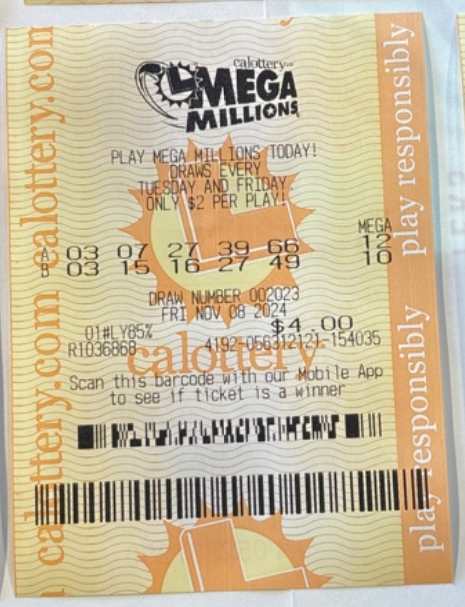 calottery.com calottery.com
calottery
MEGA
MILLIONS
PLAY MEGA MILLIONS TODAY!
DRAWS EVERY
TUESDAY AND FRIDAY
ONLY $2 PER PLAY!
MEGA
A 03 07 27 39 66 12
B 03 15 16 27 49 10
DRAW NUMBER 002023
FRI NOV 08 2024
01#LY85% $4.00
R1036868 4192-056312121-154035
calottery
Scan this barcode with our Mobile App
to see if ticket is a winner
play responsibly play responsibly